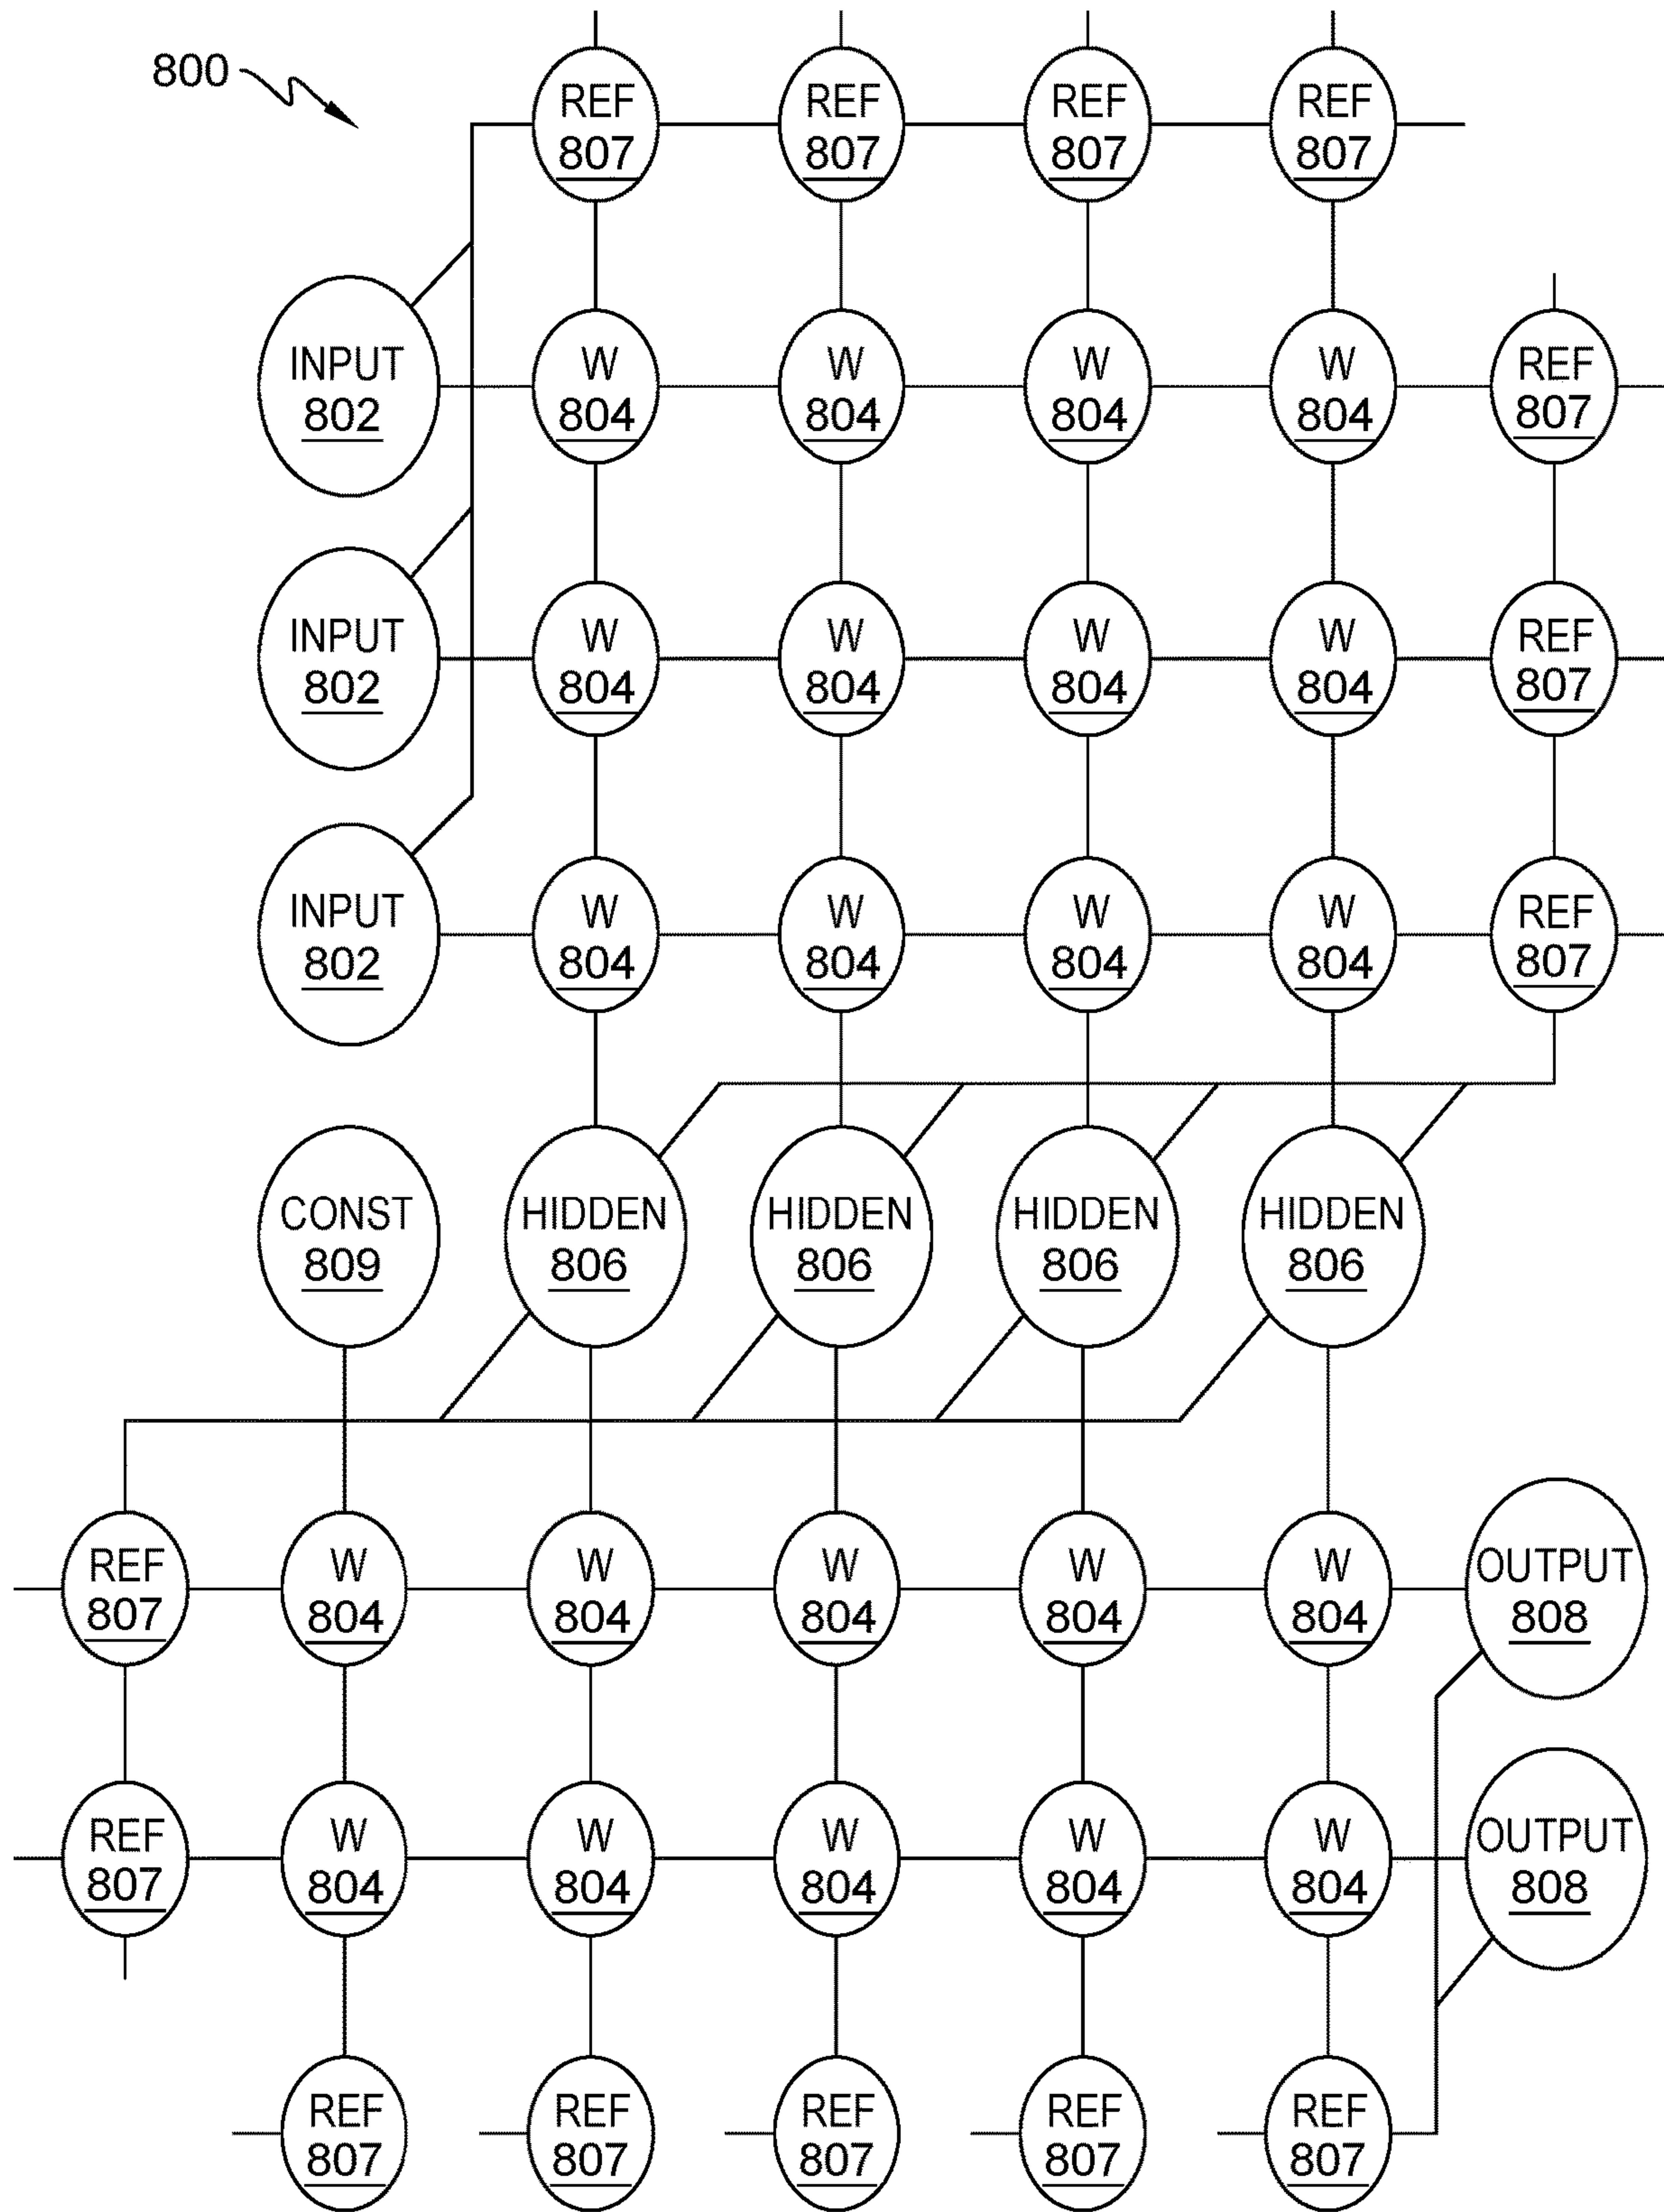 800
REF REF REF REF
807 807 807 807
INPUT W W W W REF
802 804 804 804 804 807
INPUT W W W W REF
802 804 804 804 804 807
INPUT W W W W REF
802 804 804 804 804 807
CONST HIDDEN HIDDEN HIDDEN HIDDEN
809 806 806 806 806
REF W W W W W OUTPUT
807 804 804 804 804 804 808
REF W W W W W OUTPUT
807 804 804 804 804 804 808
REF REF REF REF REF
807 807 807 807 807